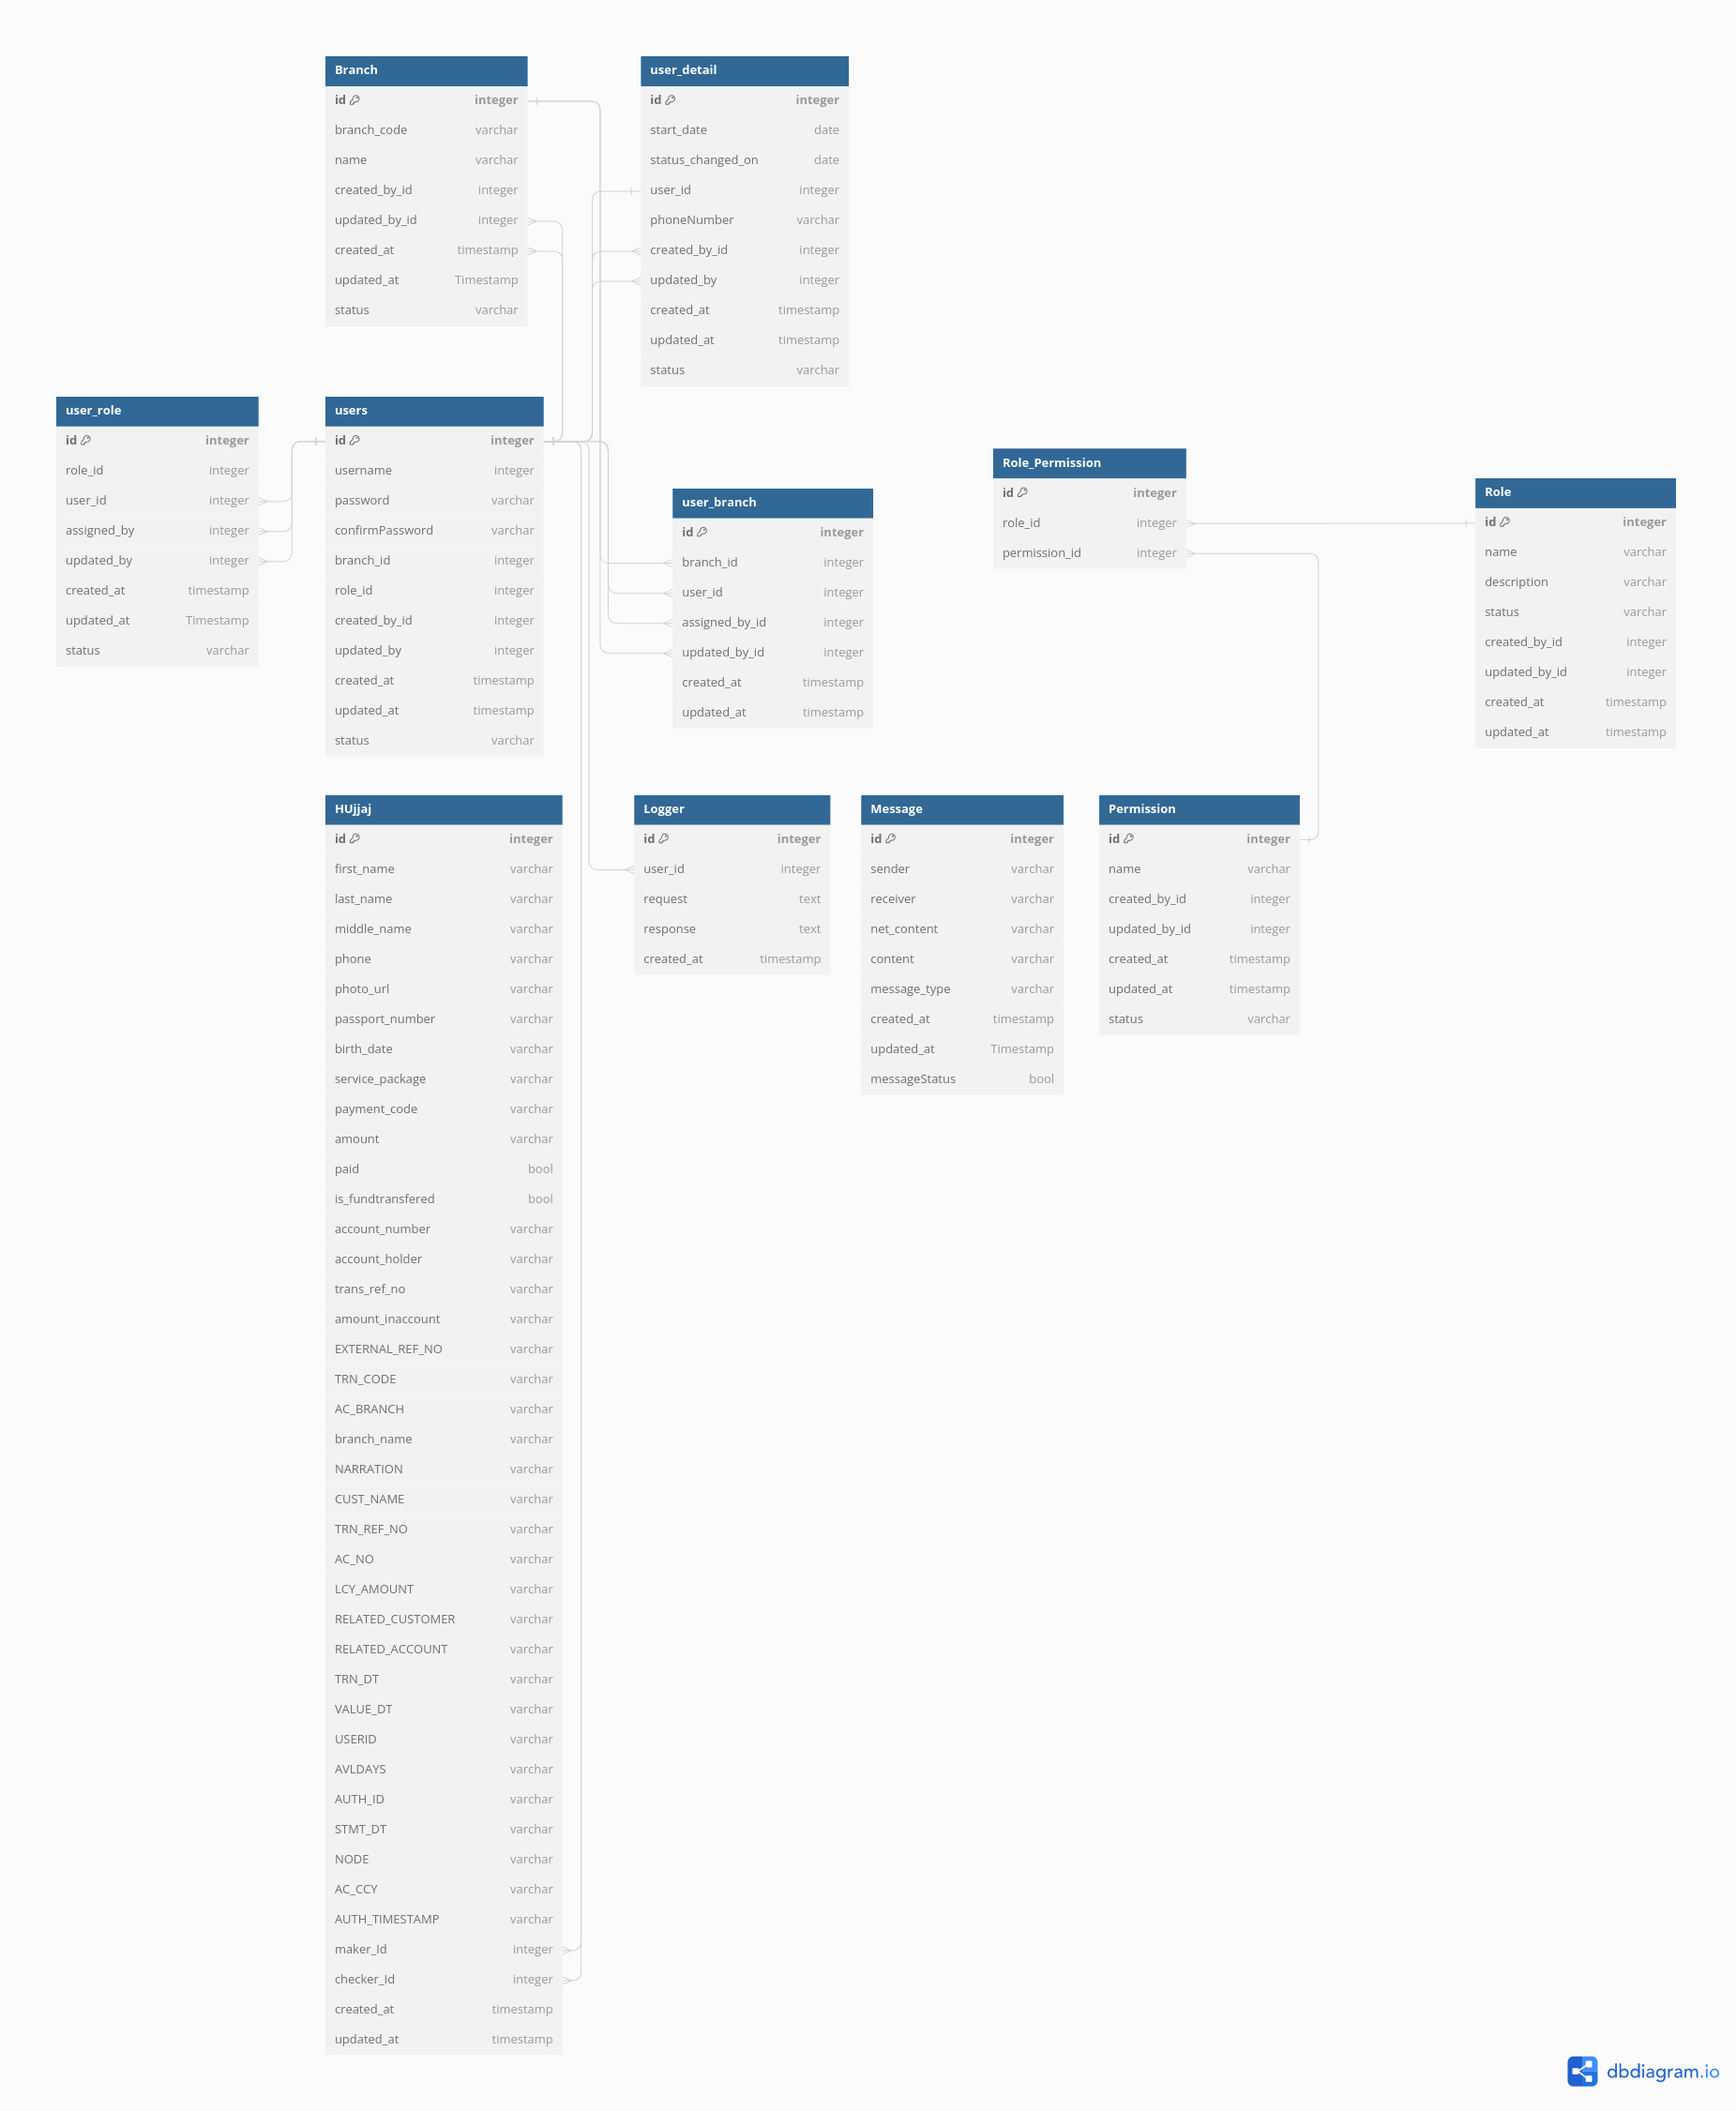 Branch
id integer
branch_code varchar
name varchar
created_by_id integer
updated_by_id integer
created_at timestamp
updated_at Timestamp
status varchar
user_detail
id integer
start_date date
status_changed_on date
user_id integer
phoneNumber varchar
created_by_id integer
updated_by integer
created_at timestamp
updated_at timestamp
status varchar
user_role
id integer
role_id integer
user_id integer
assigned_by integer
updated_by integer
created_at timestamp
updated_at Timestamp
status varchar
users
id integer
username integer
password varchar
confirmPassword varchar
branch_id integer
role_id integer
created_by_id integer
updated_by integer
created_at timestamp
updated_at timestamp
status varchar
user_branch
id integer
branch_id integer
user_id integer
assigned_by_id integer
updated_by_id integer
created_at timestamp
updated_at timestamp
Role_Permission
id integer
role_id integer
permission_id integer
Role
id integer
name varchar
description varchar
status varchar
created_by_id integer
updated_by_id integer
created_at timestamp
updated_at timestamp
HUjjaj
id integer
first_name varchar
last_name varchar
middle_name varchar
phone varchar
photo_url varchar
passport_number varchar
birth_date varchar
service_package varchar
payment_code varchar
amount varchar
paid bool
is_fundtransfered bool
account_number varchar
account_holder varchar
trans_ref_no varchar
amount_inaccount varchar
EXTERNAL_REF_NO varchar
TRN_CODE varchar
AC_BRANCH varchar
branch_name varchar
NARRATION varchar
CUST_NAME varchar
TRN_REF_NO varchar
AC_NO varchar
LCY_AMOUNT varchar
RELATED_CUSTOMER varchar
RELATED_ACCOUNT varchar
TRN_DT varchar
VALUE_DT varchar
USERID varchar
AVLDAYS varchar
AUTH_ID varchar
STMT_DT varchar
NODE varchar
AC_CCY varchar
AUTH_TIMESTAMP varchar
maker_Id integer
checker_Id integer
created_at timestamp
updated_at timestamp
Logger
id integer
user_id integer
request text
response text
created_at timestamp
Message
id integer
sender varchar
receiver varchar
net_content varchar
content varchar
message_type varchar
created_at timestamp
updated_at Timestamp
messageStatus bool
Permission
id integer
name varchar
created_by_id integer
updated_by_id integer
created_at timestamp
updated_at timestamp
status varchar
dbdiagram.io